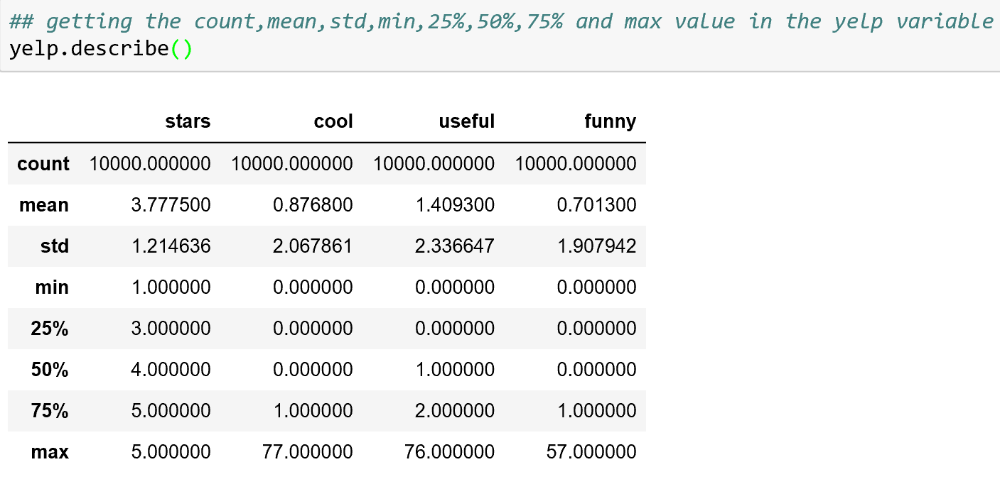 ## getting the count,mean,std,min,25%,50%,75% and max value in the yelp variable
yelp.describe()
stars cool useful funny
count 10000.000000 10000.000000 10000.000000 10000.000000
mean 3.777500 0.876800 1.409300 0.701300
std 1.214636 2.067861 2.336647 1.907942
min 1.000000 0.000000 0.000000 0.000000
25% 3.000000 0.000000 0.000000 0.000000
50% 4.000000 0.000000 1.000000 0.000000
75% 5.000000 1.000000 2.000000 1.000000
max 5.000000 77.000000 76.000000 57.000000